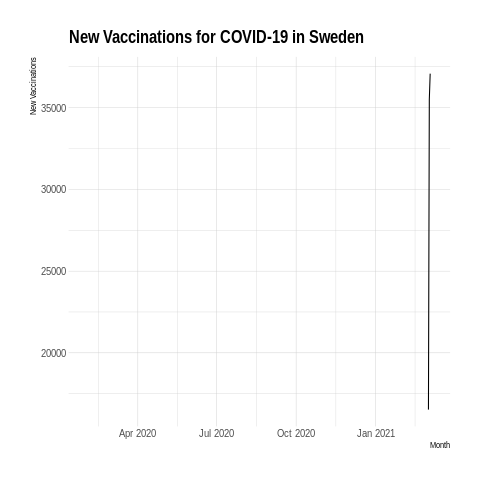 New Vaccinations for COVID-19 in Sweden
New Vaccinations
35000
30000
25000
20000
Apr 2020 Jul 2020 Oct 2020 Jan 2021
Month